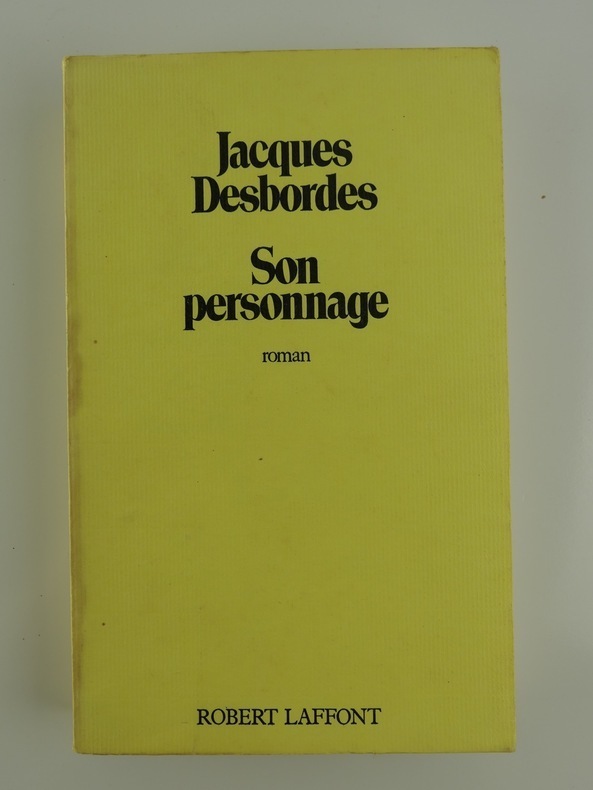 Jacques
Desbordes
Son
personnage
roman
ROBERT LAFFONT